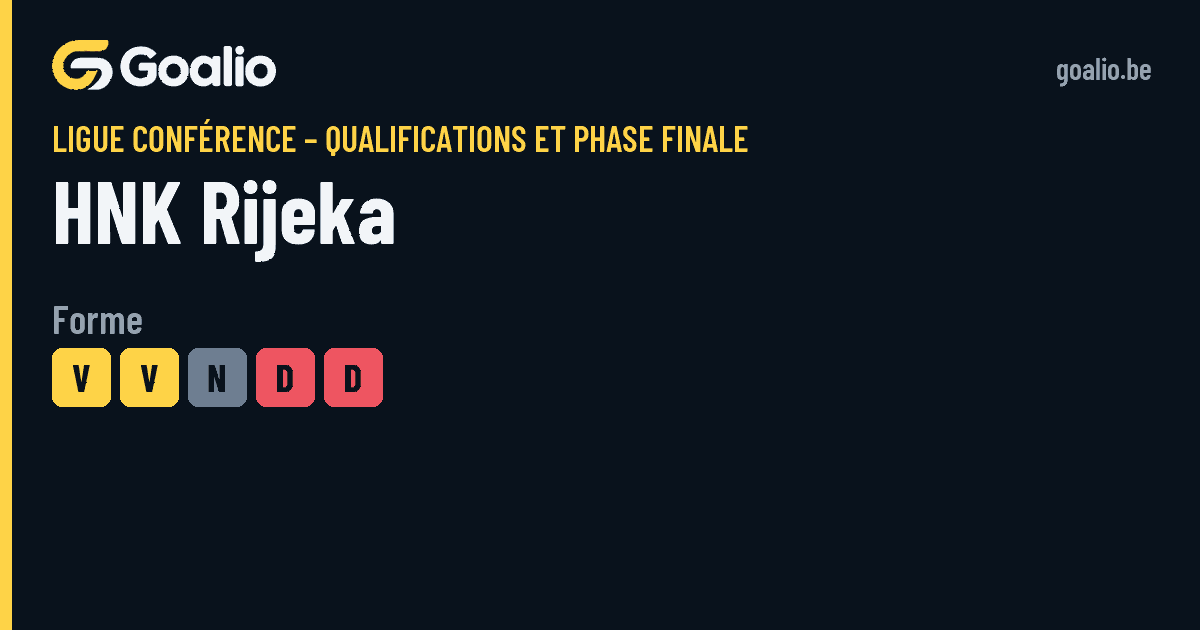 Goalio
goalio.be
LIGUE CONFÉRENCE – QUALIFICATIONS ET PHASE FINALE
HNK Rijeka
Forme
V V N D D